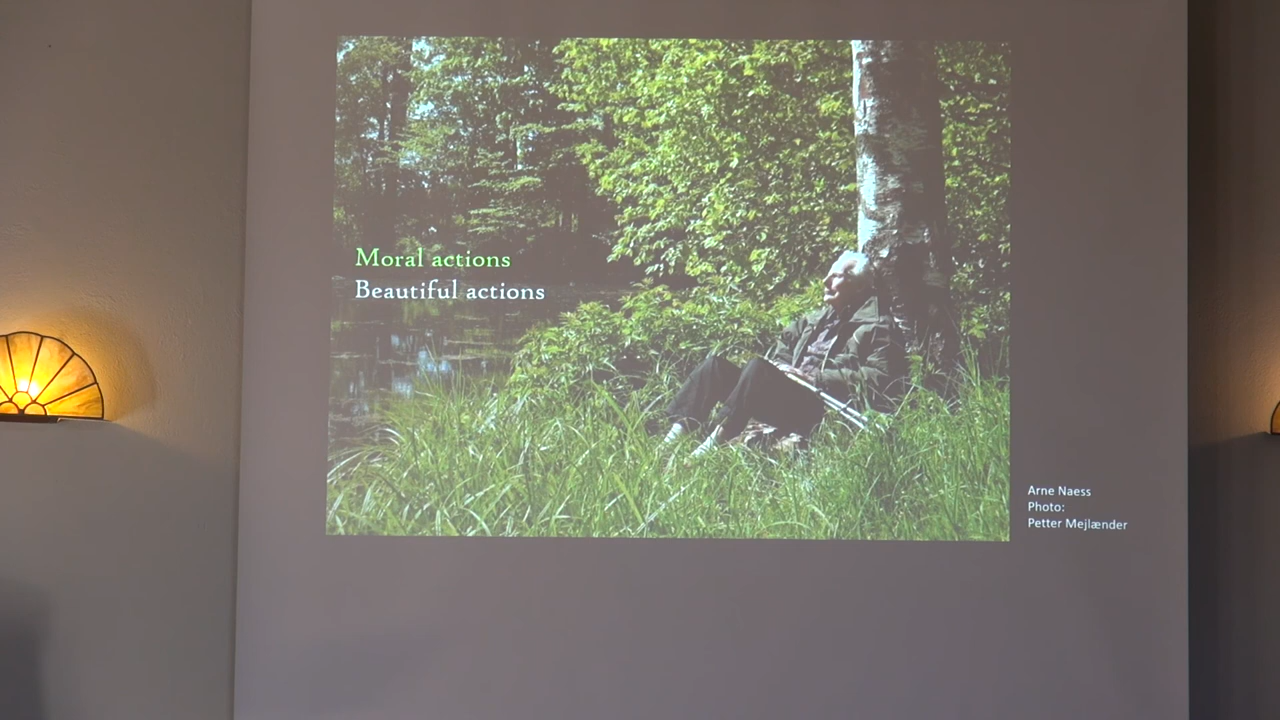 Moral actions
Beautiful actions
Arne Naess
Photo:
Petter Mejlænder